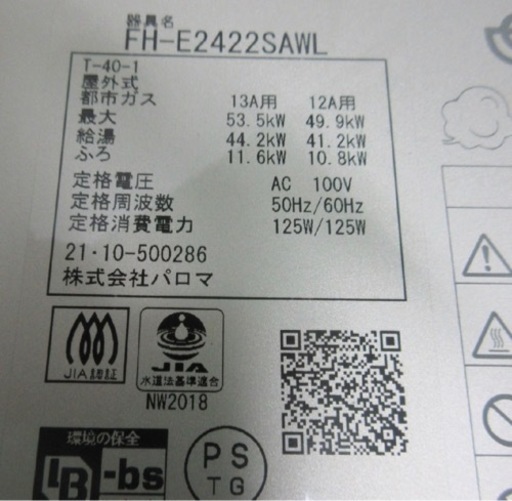 器具名
FH-E2422SAWL
T-40-1
屋外式
都市ガス 13A用 12A用
最大 53.5kW 49.9kW
給湯 44.2kW 41.2kW
ふろ 11.6kW 10.8kW
定格電圧 AC 100V
定格周波数 50Hz/60Hz
定格消費電力 125W/125W
21・10-500286
株式会社パロマ
JIA認証
JIA
水道法基準適合
NW2018
環境の保全
LB-bs
PS
TG